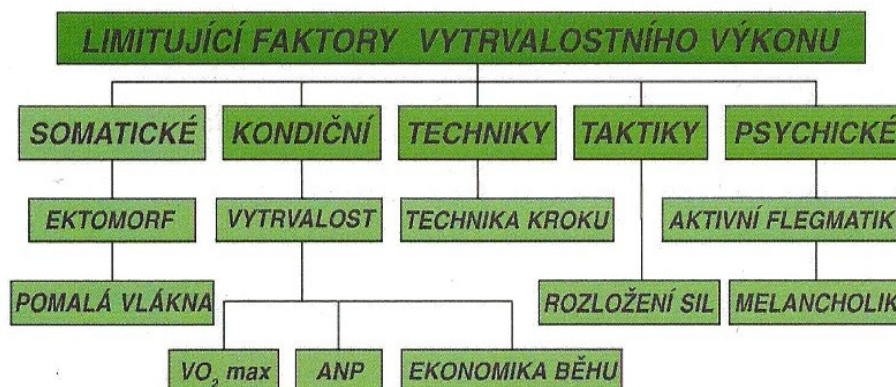 LIMITUJÍCÍ FAKTORY VYTRVALOSTNÍHO VÝKONU
SOMATICKÉ KONDIČNÍ TECHNIKY TAKTIKY PSYCHICKÉ
EKTOMORF VYTRVALOST TECHNIKA KROKU AKTIVNÍ FLEGMATIK
POMALÁ VLÁKNA ROZLOŽENÍ SIL MELANCHOLIK
VO₂ max ANP EKONOMIKA BĚHU